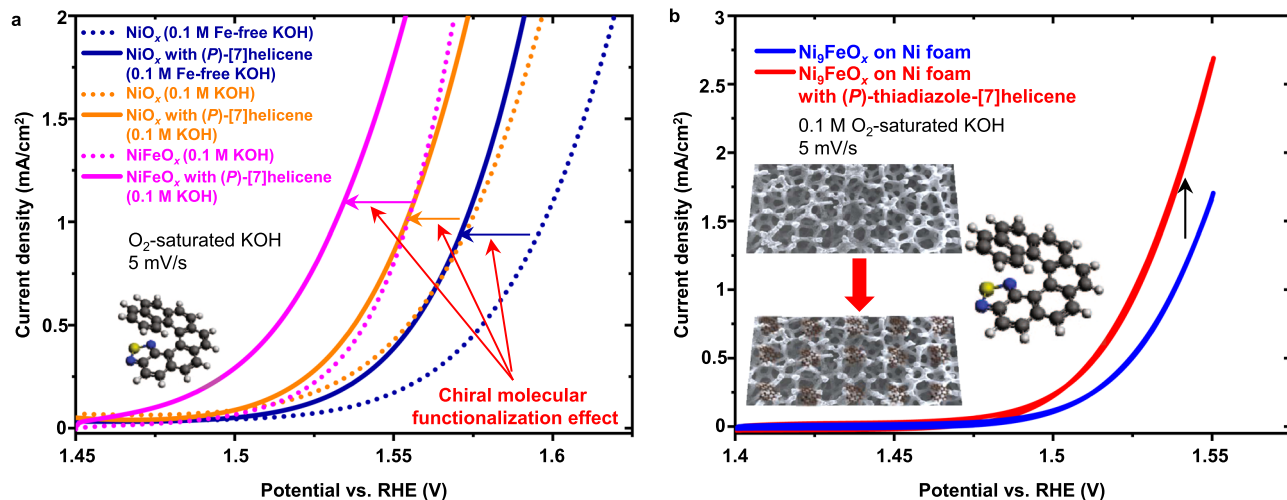 a
NiOₓ (0.1 M Fe-free KOH)
NiOₓ with (P)-[7]helicene
(0.1 M Fe-free KOH)
NiOₓ (0.1 M KOH)
NiOₓ with (P)-[7]helicene
(0.1 M KOH)
NiFeOₓ (0.1 M KOH)
NiFeOₓ with (P)-[7]helicene
(0.1 M KOH)
O₂-saturated KOH
5 mV/s
Chiral molecular
functionalization effect
Current density (mA/cm²)
2
1.5
1
0.5
0
1.45
1.5
1.55
1.6
Potential vs. RHE (V)
b
Ni₉FeOₓ on Ni foam
Ni₉FeOₓ on Ni foam
with (P)-thiadiazole-[7]helicene
0.1 M O₂-saturated KOH
5 mV/s
Current density (mA/cm²)
3
2.5
2
1.5
1
0.5
0
1.4
1.45
1.5
1.55
Potential vs. RHE (V)